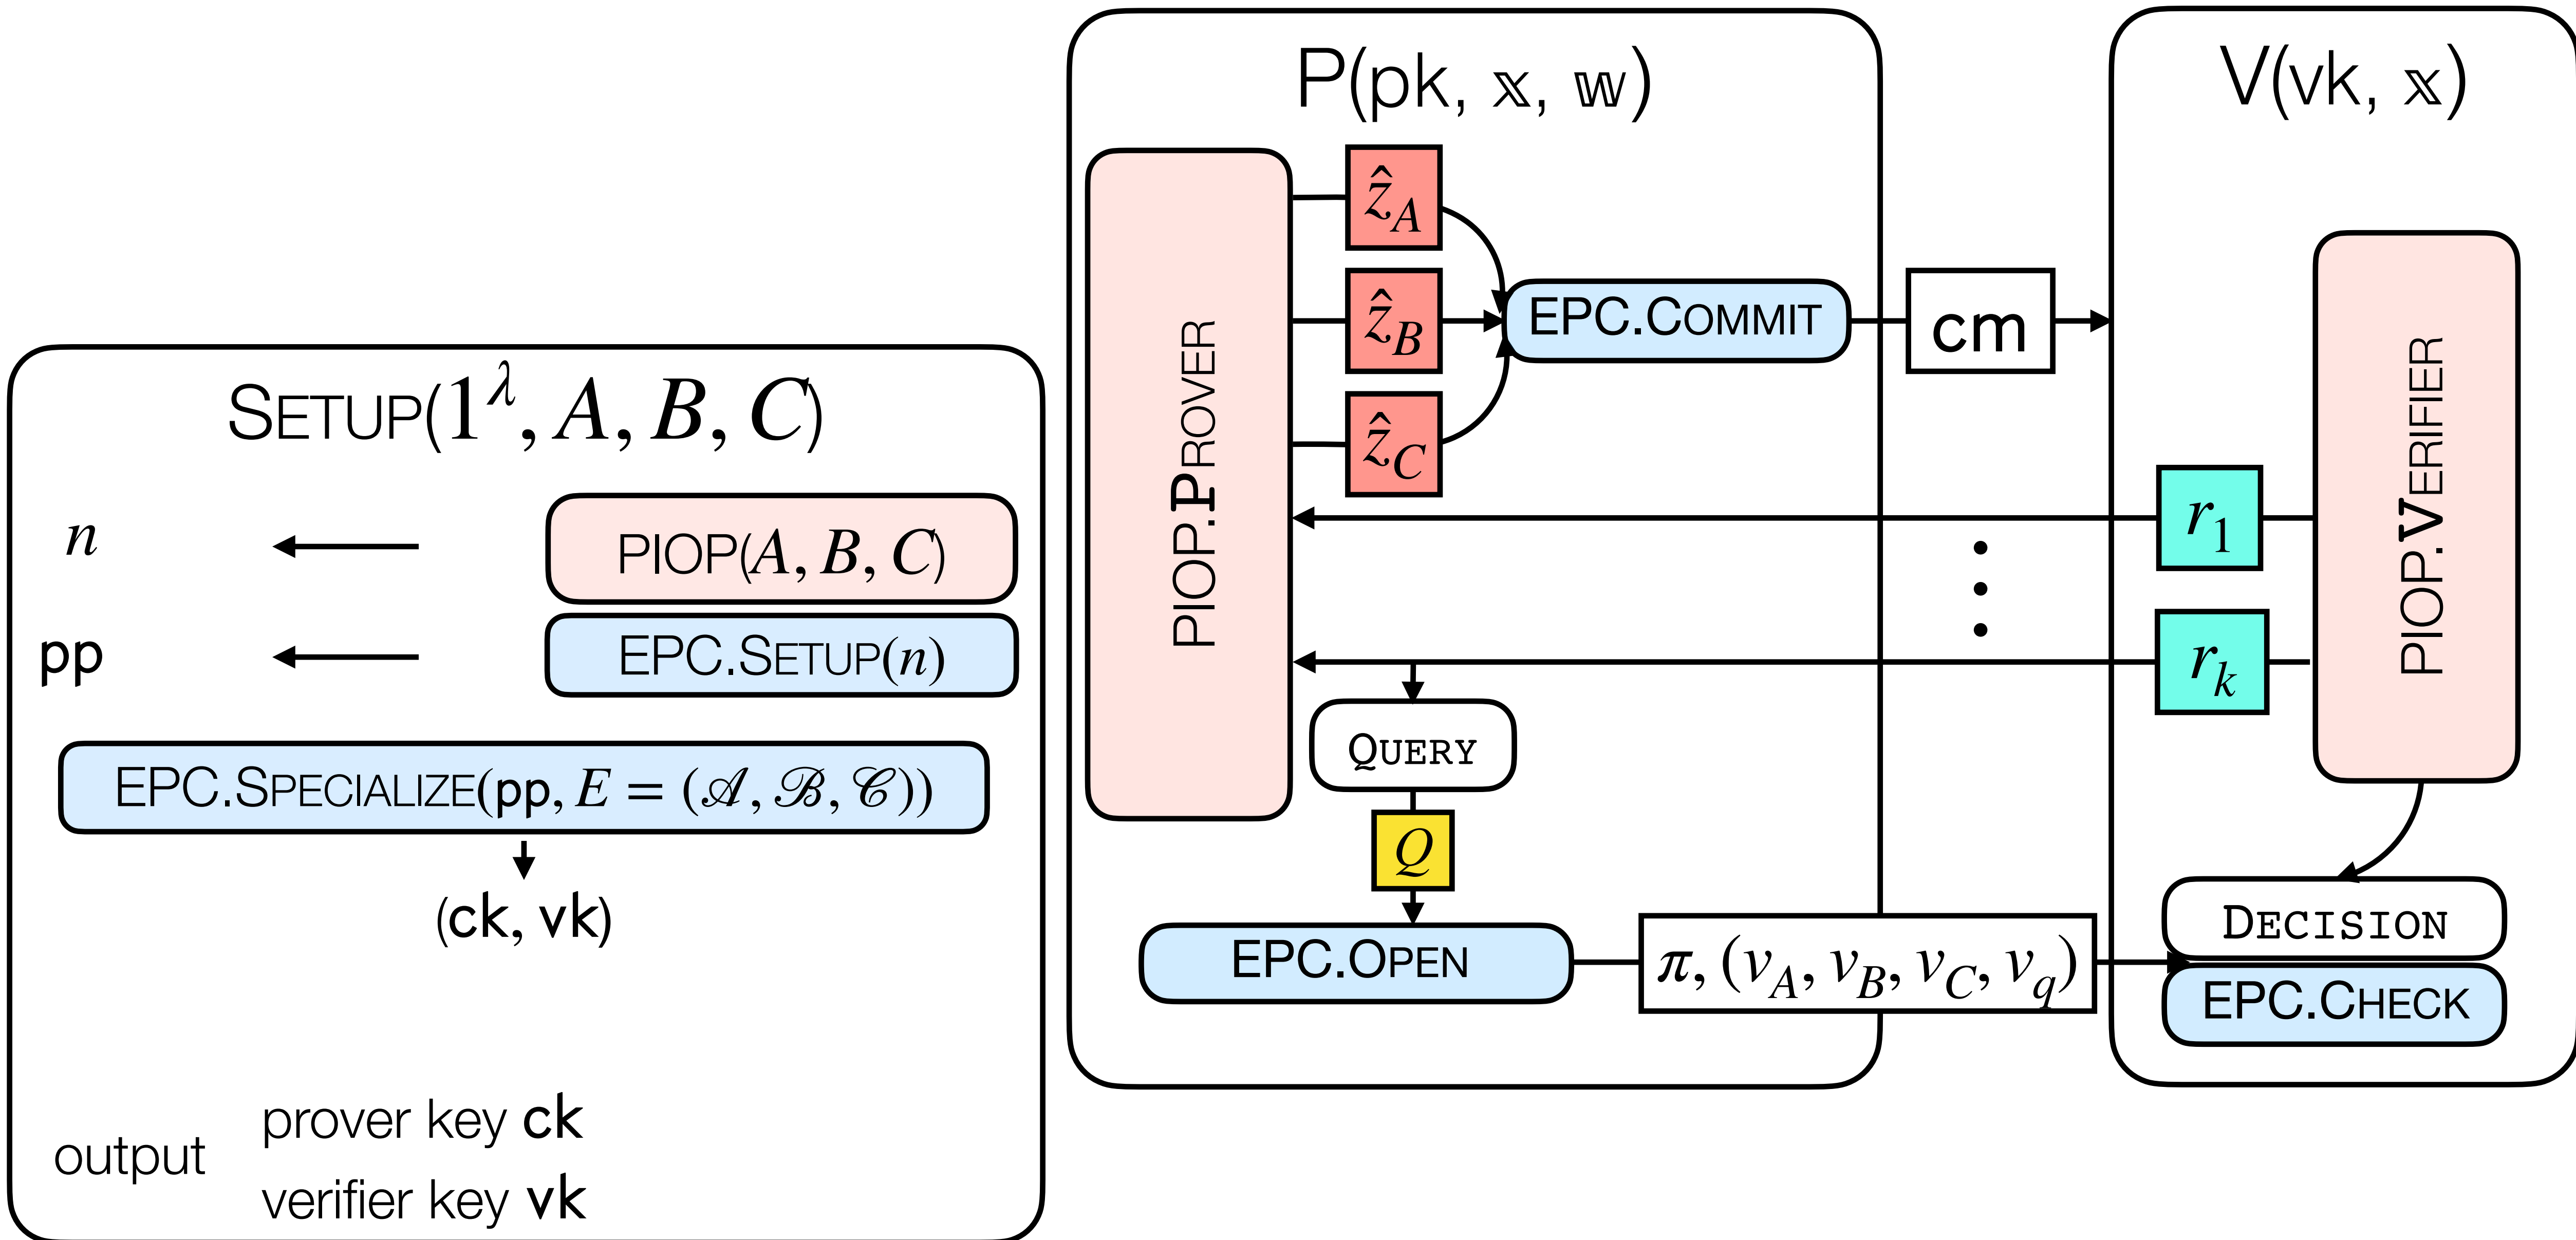 SETUP(1^λ, A, B, C)
n
PIOP(A, B, C)
pp
EPC.SETUP(n)
EPC.SPECIALIZE(pp, E = (𝒜, ℬ, 𝒞))
(ck, vk)
output
prover key ck
verifier key vk
P(pk, 𝕩, 𝕨)
PIOP.PROVER
ẑ_A
ẑ_B
ẑ_C
EPC.COMMIT
cm
r_1
⋮
r_k
QUERY
Q
EPC.OPEN
π, (v_A, v_B, v_C, v_q)
V(vk, 𝕩)
PIOP.VERIFIER
DECISION
EPC.CHECK